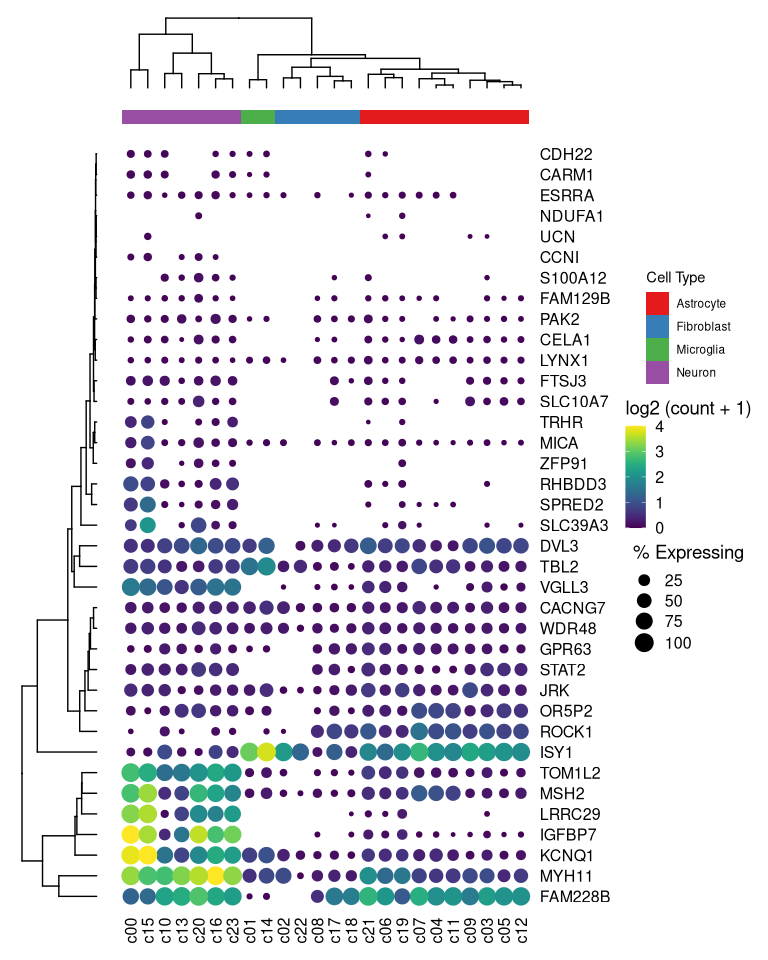 CDH22
CARM1
ESRRA
NDUFA1
UCN
CCNI
S100A12
FAM129B
PAK2
CELA1
LYNX1
FTSJ3
SLC10A7
TRHR
MICA
ZFP91
RHBDD3
SPRED2
SLC39A3
DVL3
TBL2
VGLL3
CACNG7
WDR48
GPR63
STAT2
JRK
OR5P2
ROCK1
ISY1
TOM1L2
MSH2
LRRC29
IGFBP7
KCNQ1
MYH11
FAM228B
c00 c15 c10 c13 c20 c16 c23 c01 c14 c02 c22 c08 c17 c18 c21 c06 c19 c07 c04 c11 c09 c03 c05 c12
Cell Type
Astrocyte
Fibroblast
Microglia
Neuron
log2 (count + 1)
4
3
2
1
0
% Expressing
25
50
75
100